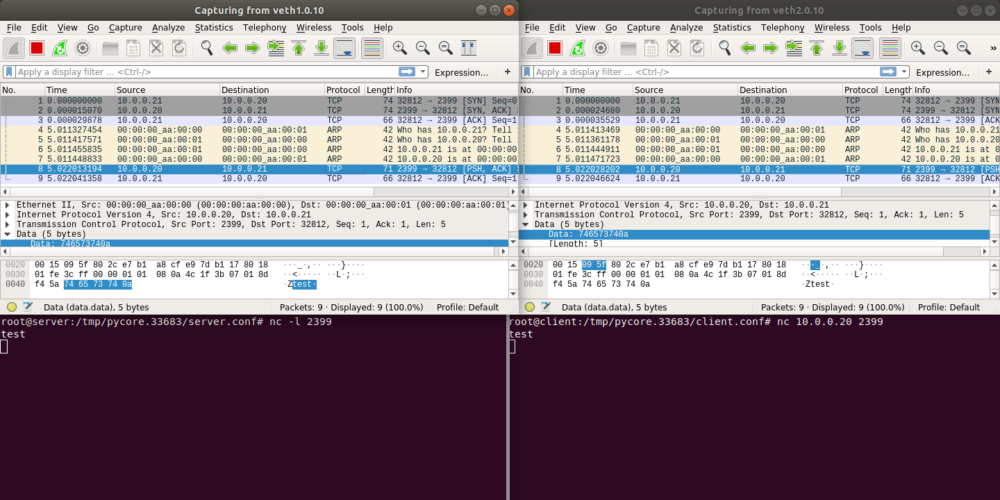 Capturing from veth1.0.10
File Edit View Go Capture Analyze Statistics Telephony Wireless Tools Help
Apply a display filter ... <Ctrl-/> Expression… +
No. Time Source Destination Protocol Length Info
1 0.000000000 10.0.0.21 10.0.0.20 TCP 74 32812 → 2399 [SYN] Seq=0
2 0.000015070 10.0.0.20 10.0.0.21 TCP 74 2399 → 32812 [SYN, ACK]
3 0.000029878 10.0.0.21 10.0.0.20 TCP 66 32812 → 2399 [ACK] Seq=1
4 5.011327454 00:00:00_aa:00:00 00:00:00_aa:00:01 ARP 42 Who has 10.0.0.21? Tell
5 5.011417571 00:00:00_aa:00:01 00:00:00_aa:00:00 ARP 42 Who has 10.0.0.20? Tell
6 5.011455835 00:00:00_aa:00:01 00:00:00_aa:00:00 ARP 42 10.0.0.21 is at 00:00:00
7 5.011448833 00:00:00_aa:00:00 00:00:00_aa:00:01 ARP 42 10.0.0.20 is at 00:00:00
8 5.022013194 10.0.0.20 10.0.0.21 TCP 71 2399 → 32812 [PSH, ACK]
9 5.022041358 10.0.0.21 10.0.0.20 TCP 66 32812 → 2399 [ACK] Seq=1
Ethernet II, Src: 00:00:00_aa:00:00 (00:00:00:aa:00:00), Dst: 00:00:00_aa:00:01 (00:00:00:aa:00:01)
Internet Protocol Version 4, Src: 10.0.0.20, Dst: 10.0.0.21
Transmission Control Protocol, Src Port: 2399, Dst Port: 32812, Seq: 1, Ack: 1, Len: 5
Data (5 bytes)
Data: 746573740a
0020 00 15 09 5f 80 2c e7 b1 a8 cf e9 7d b1 17 80 18 ···_·,·· ···}····
0030 01 fe 3c ff 00 00 01 01 08 0a 4c 1f 3b 07 01 8d ··<····· ··L·;···
0040 f4 5a 74 65 73 74 0a ·Ztest·
Data (data.data), 5 bytes Packets: 9 · Displayed: 9 (100.0%) Profile: Default
root@server:/tmp/pycore.33683/server.conf# nc -l 2399
test
Capturing from veth2.0.10
File Edit View Go Capture Analyze Statistics Telephony Wireless Tools Help
»
Apply a display filter ... <Ctrl-/> Expression… +
No. Time Source Destination Protocol Length Info
1 0.000000000 10.0.0.21 10.0.0.20 TCP 74 32812 → 2399 [SYN
2 0.000024680 10.0.0.20 10.0.0.21 TCP 74 2399 → 32812 [SYN
3 0.000035529 10.0.0.21 10.0.0.20 TCP 66 32812 → 2399 [ACK
4 5.011413469 00:00:00_aa:00:00 00:00:00_aa:00:01 ARP 42 Who has 10.0.0.21
5 5.011361178 00:00:00_aa:00:01 00:00:00_aa:00:00 ARP 42 Who has 10.0.0.20
6 5.011444911 00:00:00_aa:00:01 00:00:00_aa:00:00 ARP 42 10.0.0.21 is at 0
7 5.011471723 00:00:00_aa:00:00 00:00:00_aa:00:01 ARP 42 10.0.0.20 is at 0
8 5.022028202 10.0.0.20 10.0.0.21 TCP 71 2399 → 32812 [PSH
9 5.022046624 10.0.0.21 10.0.0.20 TCP 66 32812 → 2399 [ACK
Internet Protocol Version 4, Src: 10.0.0.20, Dst: 10.0.0.21
Transmission Control Protocol, Src Port: 2399, Dst Port: 32812, Seq: 1, Ack: 1, Len: 5
Data (5 bytes)
Data: 746573740a
[Length: 5]
0020 00 15 09 5f 80 2c e7 b1 a8 cf e9 7d b1 17 80 18 ···_·,·· ···}····
0030 01 fe 3c ff 00 00 01 01 08 0a 4c 1f 3b 07 01 8d ··<····· ··L·;···
0040 f4 5a 74 65 73 74 0a ·Ztest·
Data (data.data), 5 bytes Packets: 9 · Displayed: 9 (100.0%) Profile: Default
root@client:/tmp/pycore.33683/client.conf# nc 10.0.0.20 2399
test